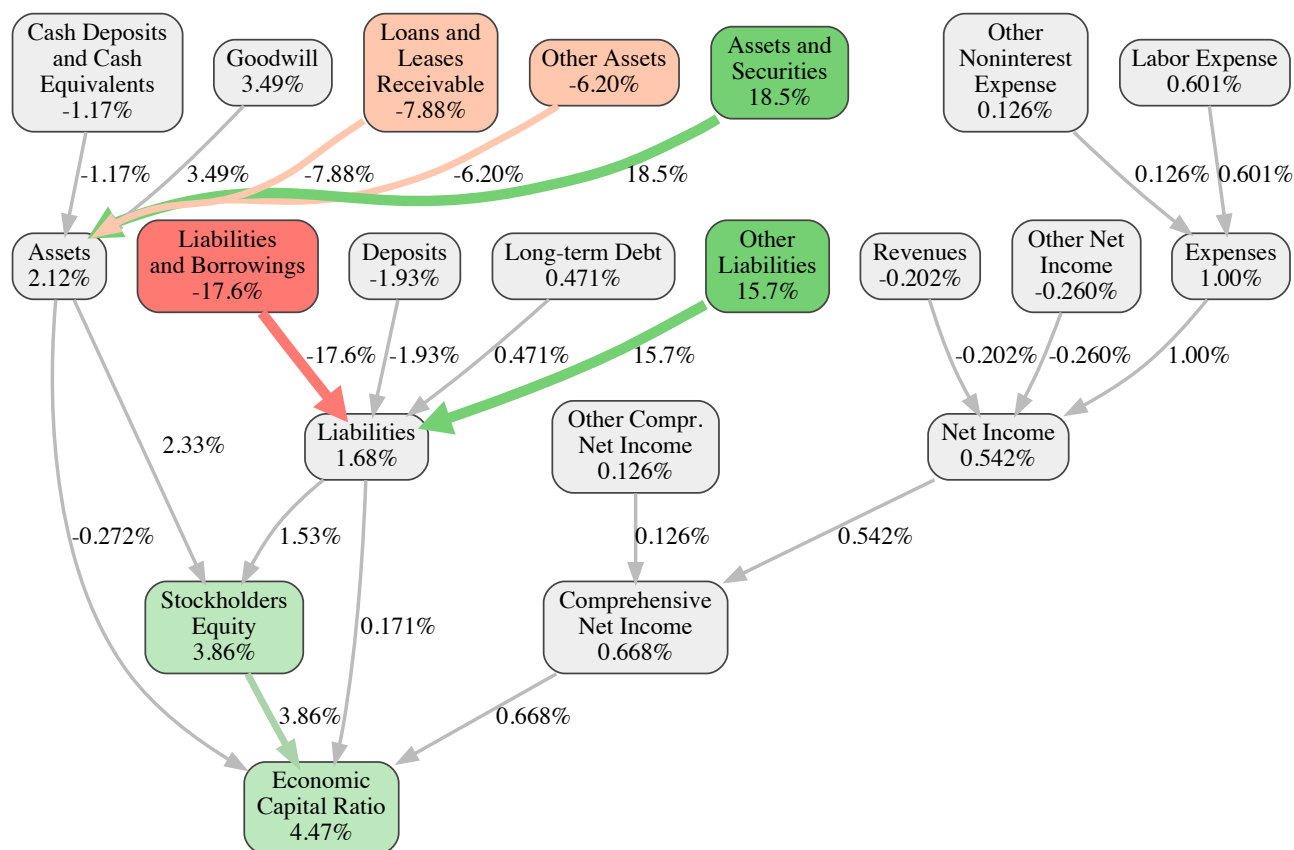 Cash Deposits
and Cash
Equivalents
-1.17%
Goodwill
3.49%
Loans and
Leases
Receivable
-7.88%
Other Assets
-6.20%
Assets and
Securities
18.5%
Other
Noninterest
Expense
0.126%
Labor Expense
0.601%
-1.17%
3.49%
-7.88%
-6.20%
18.5%
0.126%
0.601%
Assets
2.12%
Liabilities
and Borrowings
-17.6%
Deposits
-1.93%
Long-term Debt
0.471%
Other
Liabilities
15.7%
Revenues
-0.202%
Other Net
Income
-0.260%
Expenses
1.00%
-17.6%
-1.93%
0.471%
15.7%
-0.202%
-0.260%
1.00%
2.33%
Liabilities
1.68%
Other Compr.
Net Income
0.126%
Net Income
0.542%
-0.272%
1.53%
0.126%
0.542%
Stockholders
Equity
3.86%
0.171%
Comprehensive
Net Income
0.668%
3.86%
0.668%
Economic
Capital Ratio
4.47%